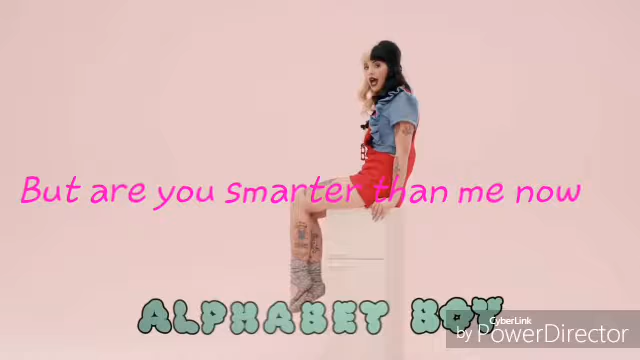 But are you smarter than me now
ALPHABET BOY
CyberLink
by PowerDirector